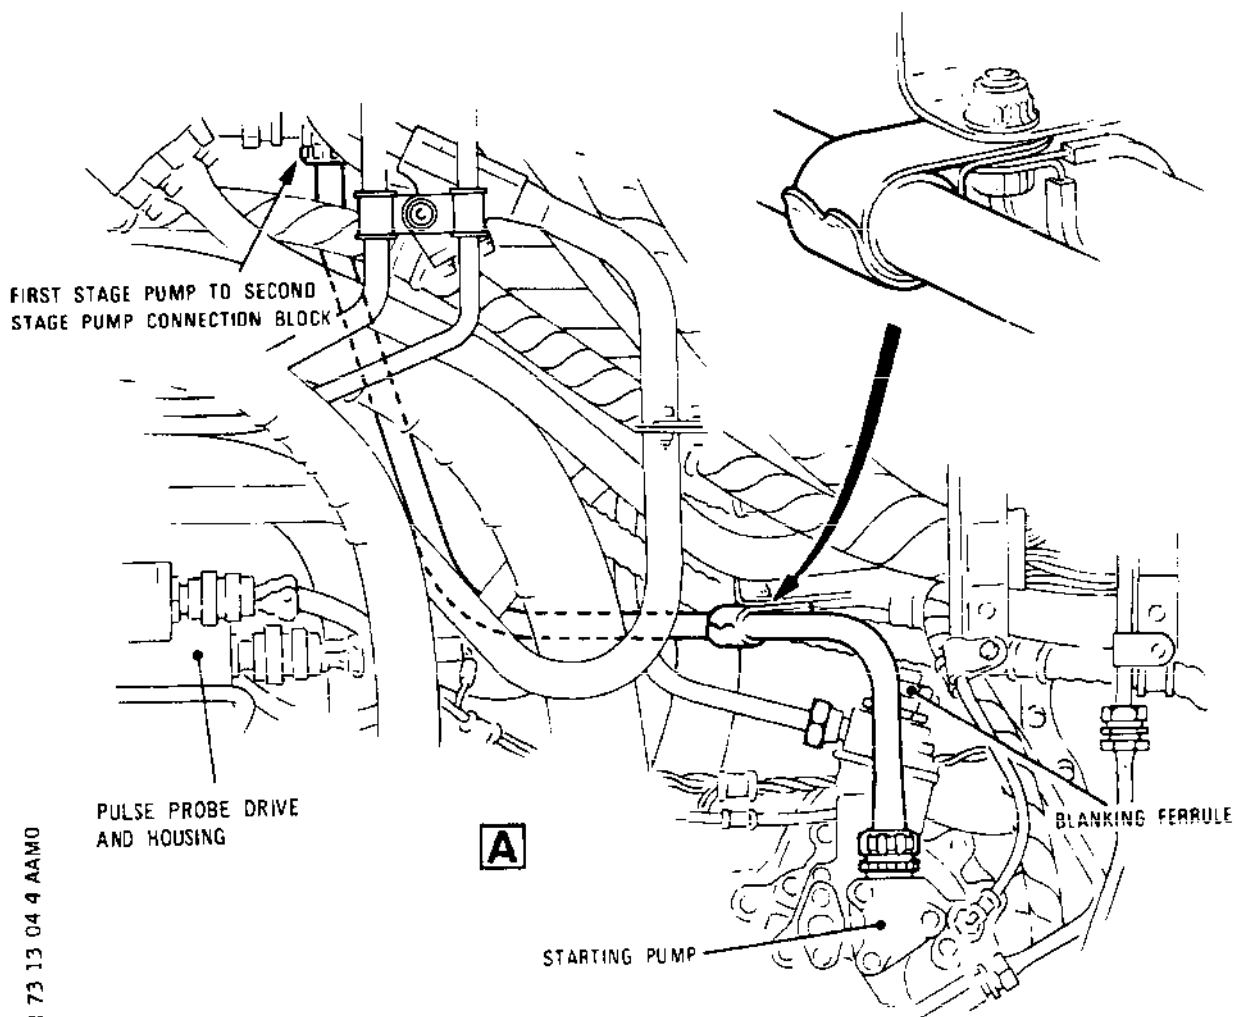 FIRST STAGE PUMP TO SECOND
STAGE PUMP CONNECTION BLOCK
PULSE PROBE DRIVE
AND HOUSING
A
BLANKING FERRULE
STARTING PUMP
73 13 04 4 AAM0